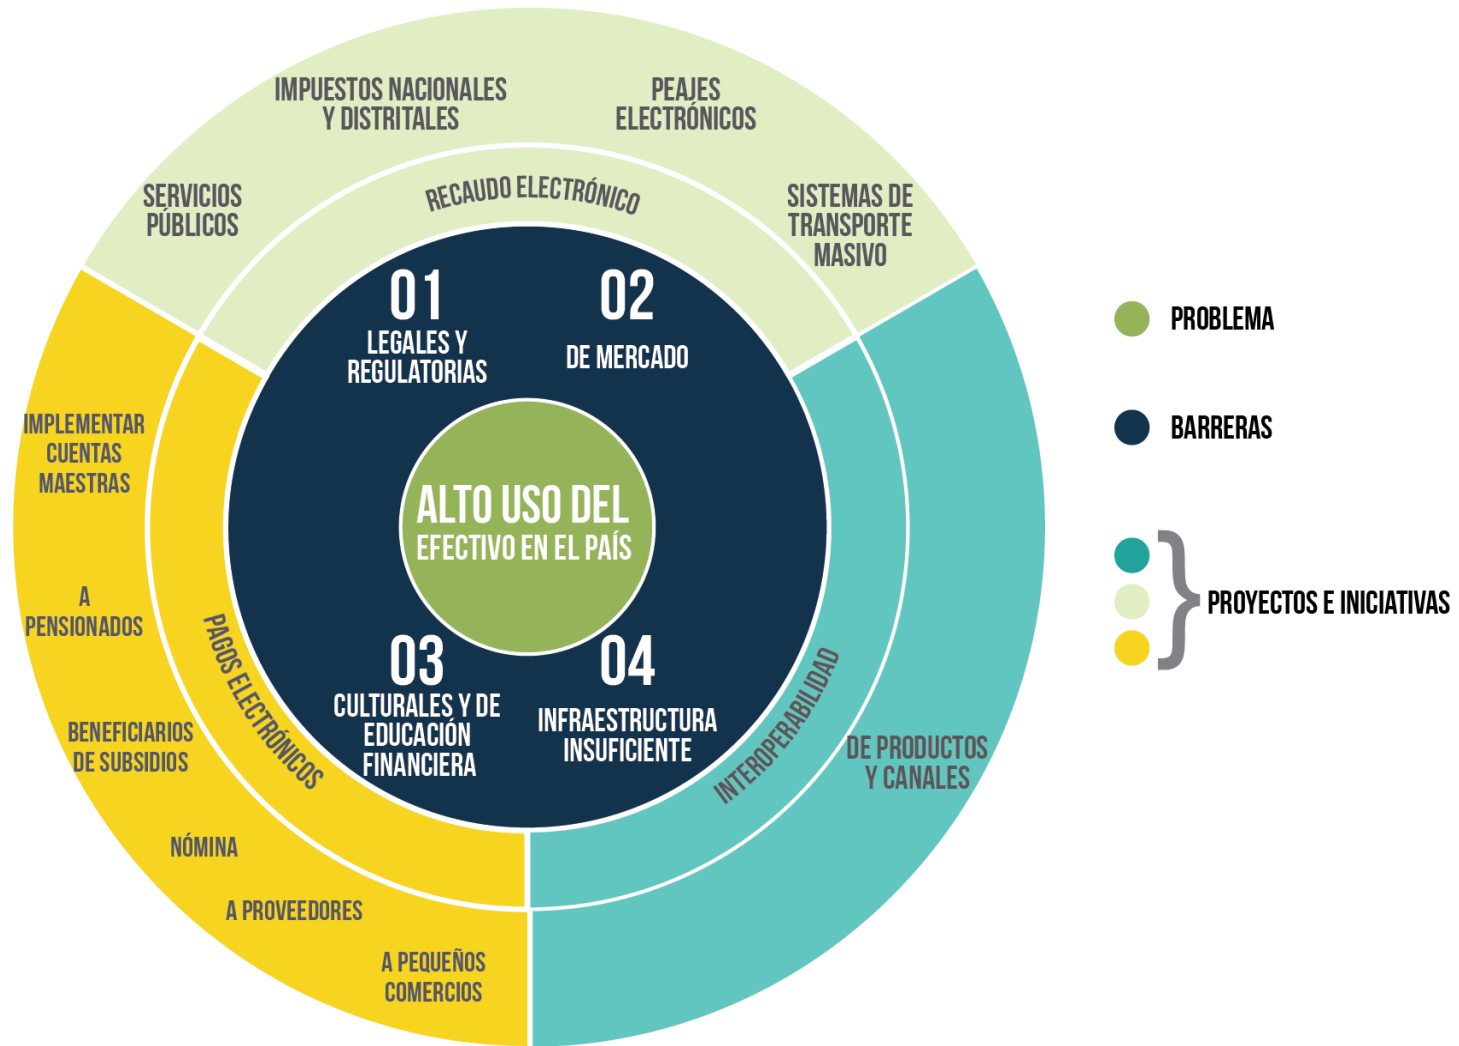 IMPUESTOS NACIONALES
Y DISTRITALES
PEAJES
ELECTRÓNICOS
SERVICIOS
PÚBLICOS
RECAUDO ELECTRÓNICO
SISTEMAS DE
TRANSPORTE
MASIVO
01
LEGALES Y
REGULATORIAS
02
DE MERCADO
ALTO USO DEL
EFECTIVO EN EL PAÍS
03
CULTURALES Y DE
EDUCACIÓN
FINANCIERA
04
INFRAESTRUCTURA
INSUFICIENTE
IMPLEMENTAR
CUENTAS
MAESTRAS
A
PENSIONADOS
BENEFICIARIOS
DE SUBSIDIOS
NÓMINA
A PROVEEDORES
A PEQUEÑOS
COMERCIOS
PAGOS ELECTRÓNICOS
INTEROPERABILIDAD
DE PRODUCTOS
Y CANALES
PROBLEMA
BARRERAS
PROYECTOS E INICIATIVAS